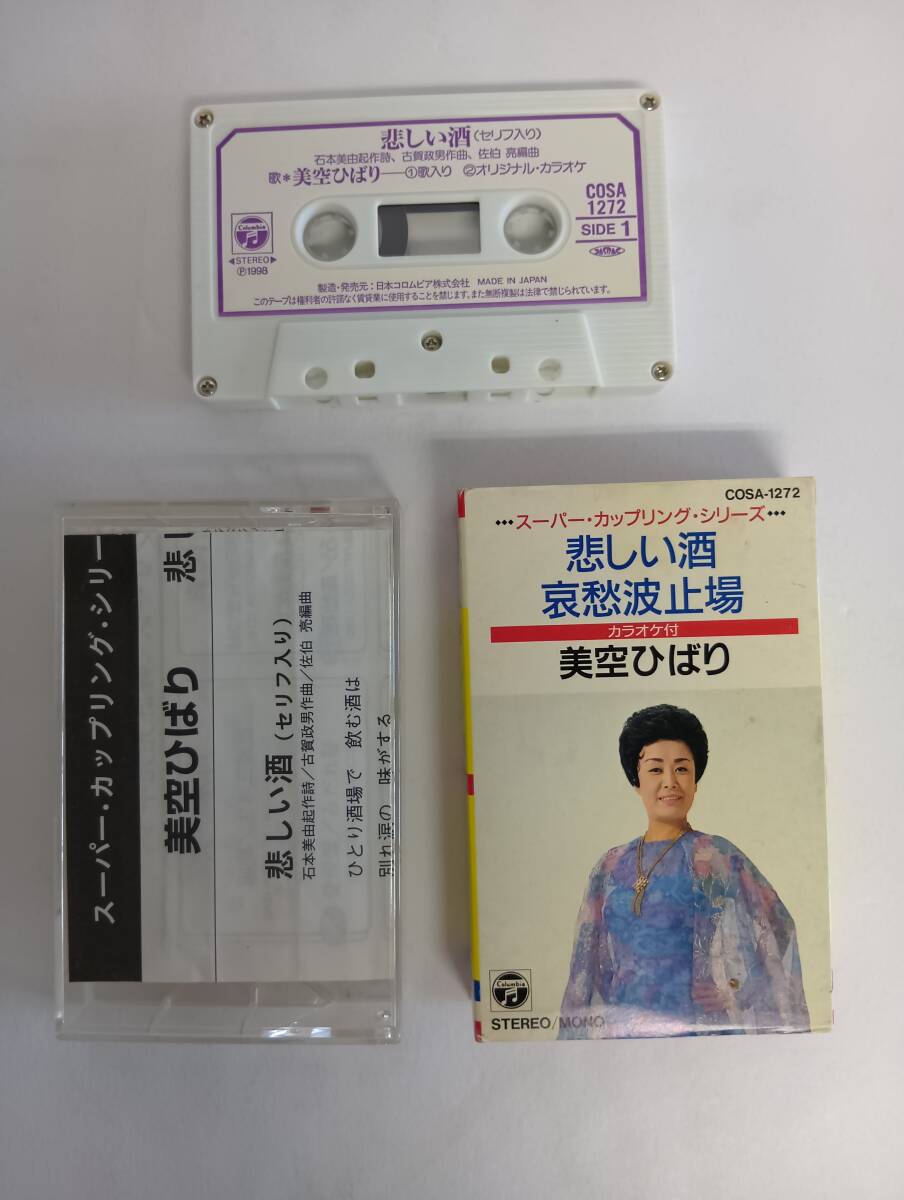 悲しい酒(セリフ入り)
石本美由起作詩、古賀政男作曲、佐伯 亮編曲
歌＊美空ひばり──①歌入り ②オリジナル・カラオケ
COSA
1272
SIDE 1
Columbia
◀STEREO▶
Ⓟ1998
製造・発売元：日本コロムビア株式会社 MADE IN JAPAN
このテープは権利者の許諾なく賃貸業に使用することを禁じます。また無断複製は法律で禁じられています。
スーパー・カップリング・シリー
美空ひばり 悲し
悲しい酒(セリフ入り)
石本美由起作詩／古賀政男作曲／佐伯 亮編曲
ひとり酒場で 飲む酒は
別れ涙の 味がする
COSA-1272
スーパー・カップリング・シリーズ
悲しい酒
哀愁波止場
カラオケ付
美空ひばり
Columbia
STEREO/MONO